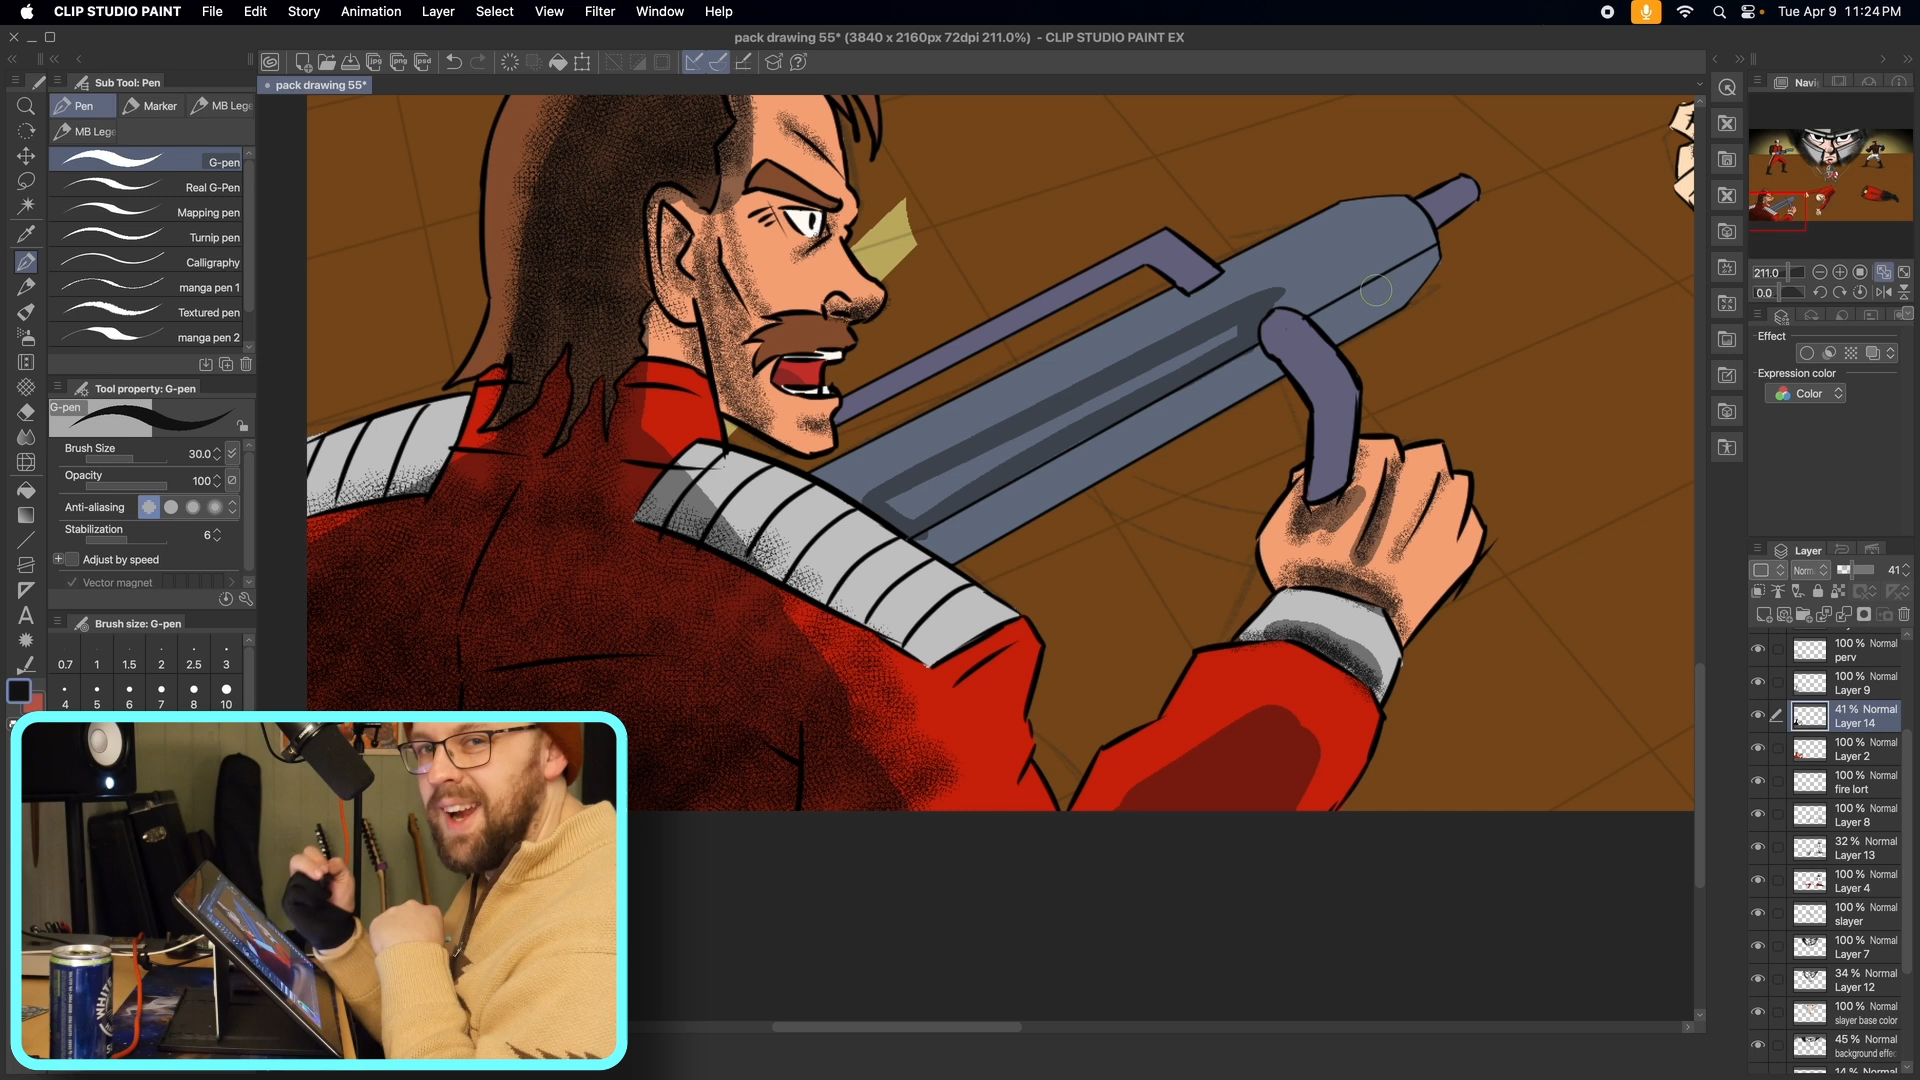 CLIP STUDIO PAINT File Edit Story Animation Layer Select View Filter Window Help Tue Apr 9 11:24 PM
pack drawing 55* (3840 x 2160px 72dpi 211.0%) - CLIP STUDIO PAINT EX
Sub Tool: Pen
pack drawing 55*
Pen Marker MB Lege
MB Lege
G-pen
Real G-Pen
Mapping pen
Turnip pen
Calligraphy
manga pen 1
Textured pen
manga pen 2
Tool property: G-pen
G-pen
Brush Size 30.0
Opacity 100
Anti-aliasing
Stabilization 6
Adjust by speed
Vector magnet
Brush size: G-pen
0.7 1 1.5 2 2.5 3
4 5 6 7 8 10
WHITE
Navi
211.0
0.0
Effect
Expression color
Color
Layer
Norm 41
100 % Normal
perv
100 % Normal
Layer 9
41 % Normal
Layer 14
100 % Normal
Layer 2
100 % Normal
fire lort
100 % Normal
Layer 8
32 % Normal
Layer 13
100 % Normal
Layer 4
100 % Normal
slayer
100 % Normal
Layer 7
34 % Normal
Layer 12
100 % Normal
slayer base color
45 % Normal
background effec
14 % Normal